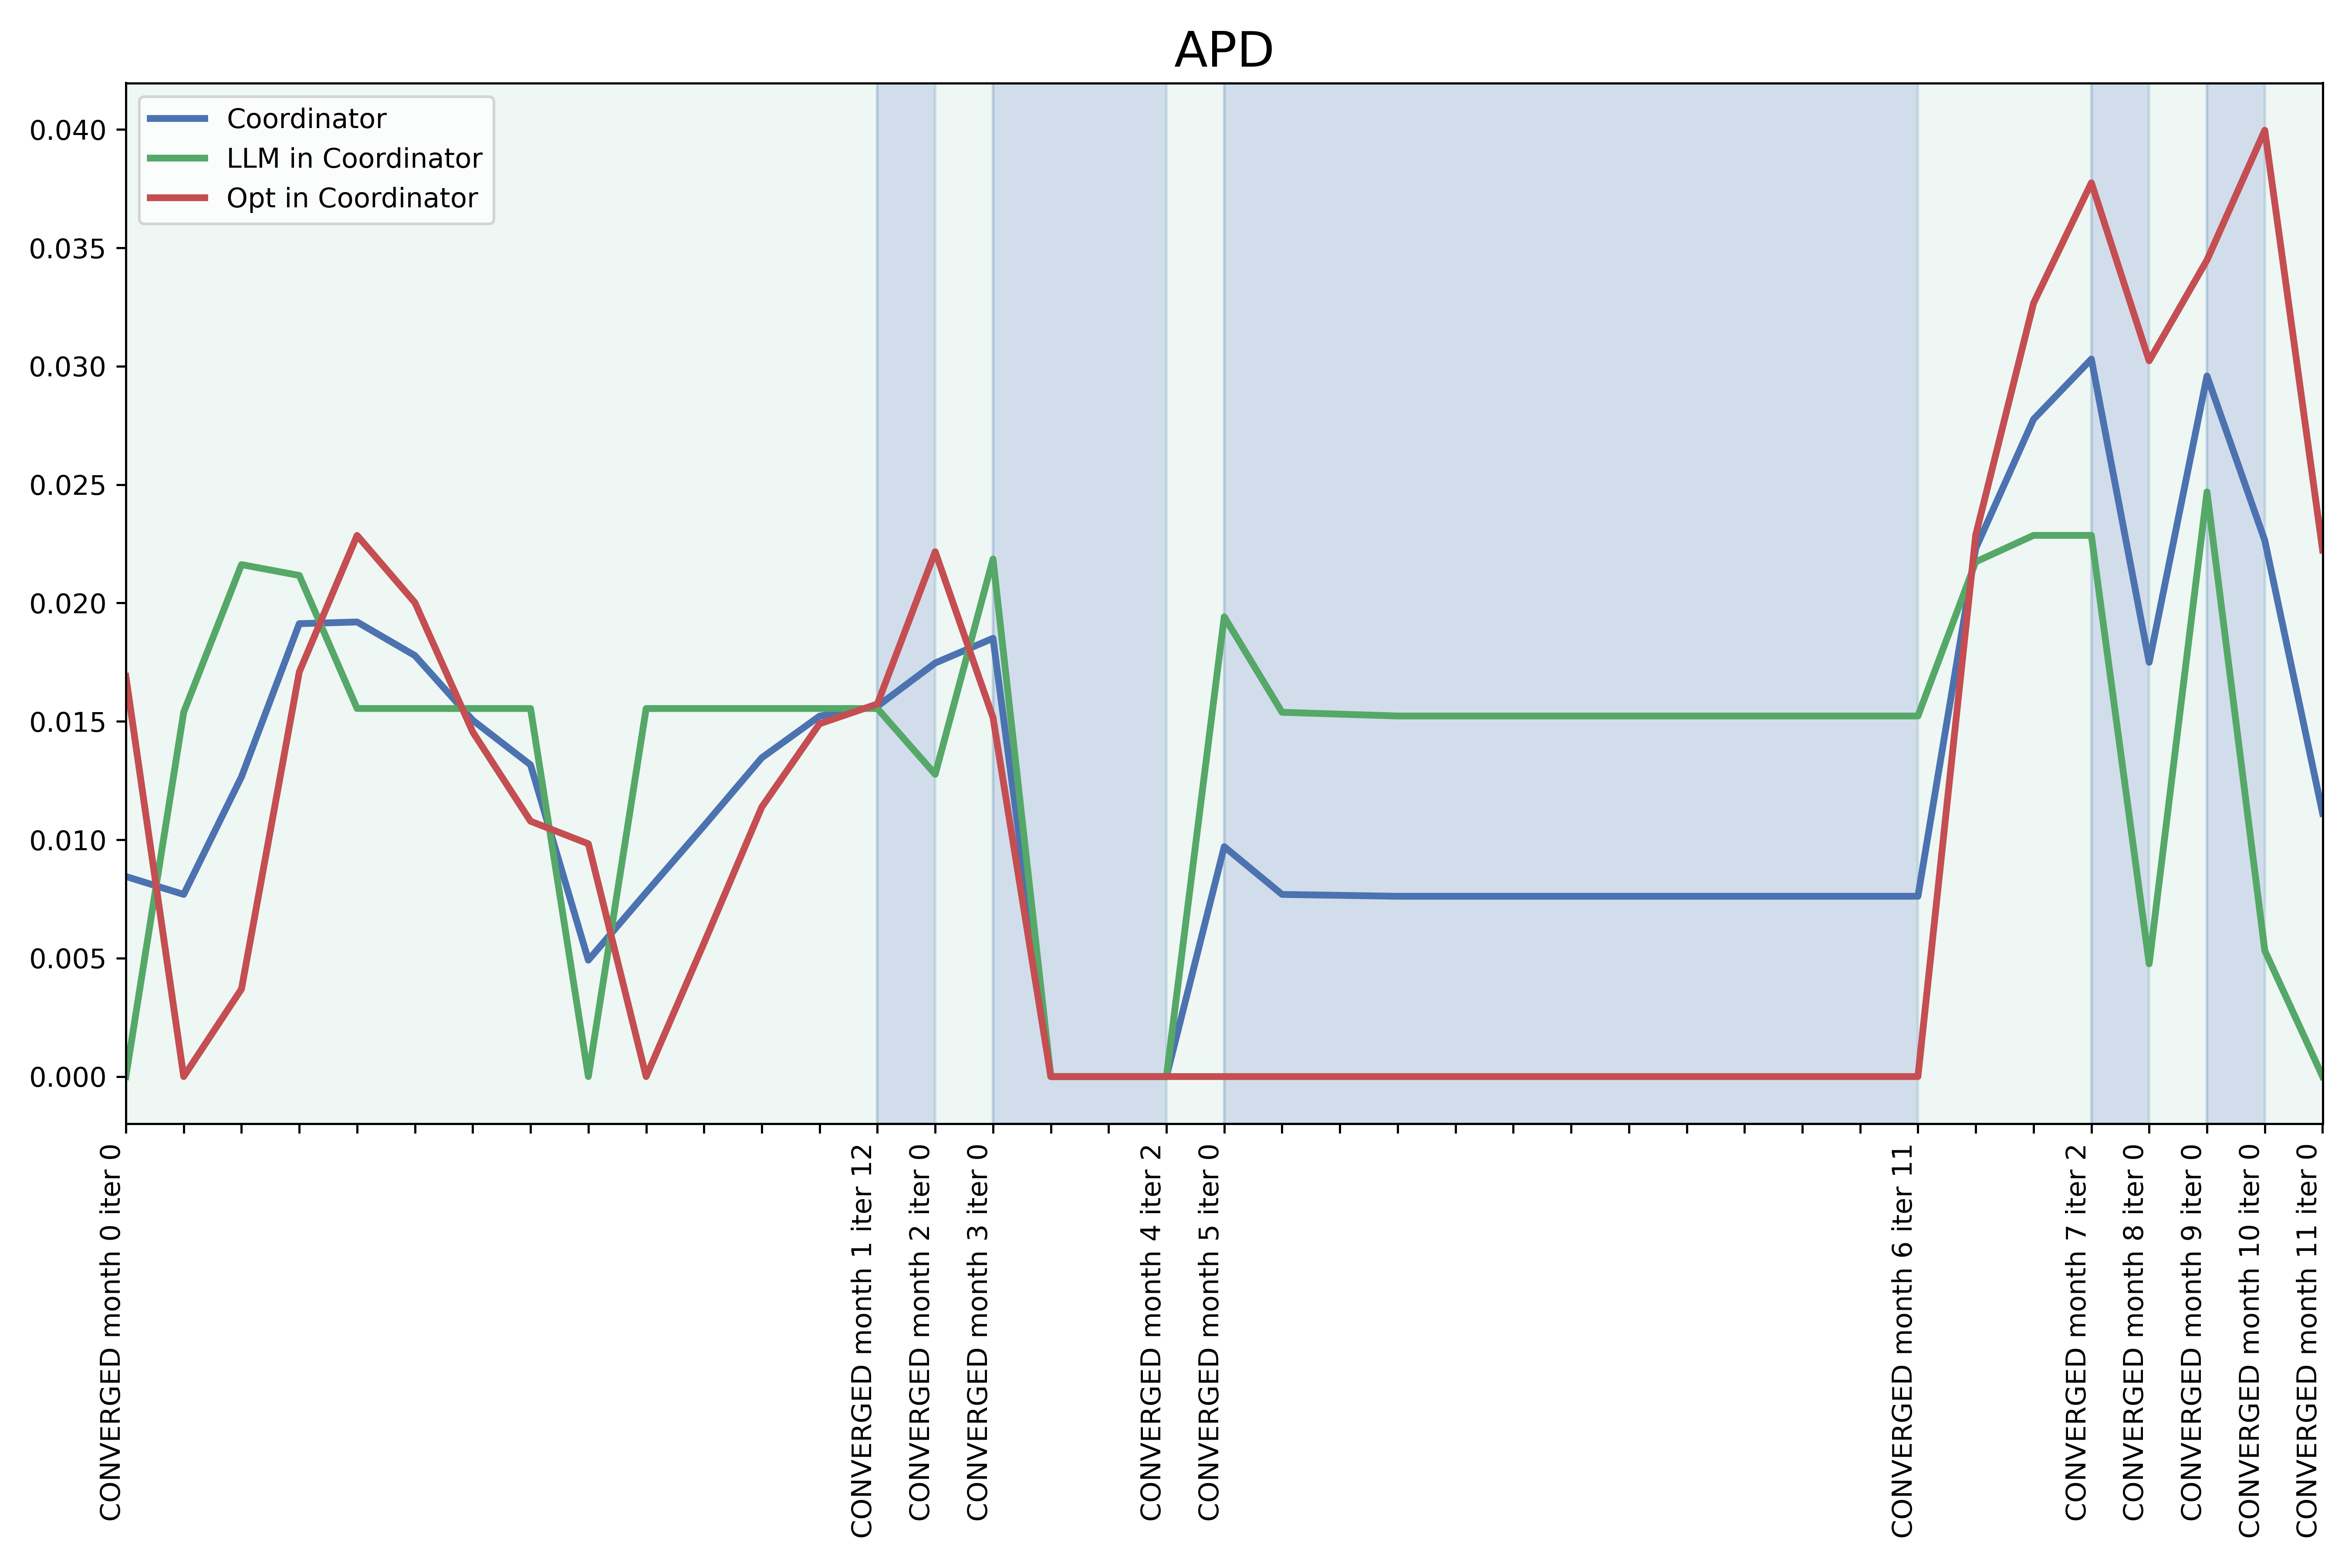 APD
Coordinator
LLM in Coordinator
Opt in Coordinator
0.040
0.035
0.030
0.025
0.020
0.015
0.010
0.005
0.000
CONVERGED month 0 iter 0
CONVERGED month 1 iter 12
CONVERGED month 2 iter 0
CONVERGED month 3 iter 0
CONVERGED month 4 iter 2
CONVERGED month 5 iter 0
CONVERGED month 6 iter 11
CONVERGED month 7 iter 2
CONVERGED month 8 iter 0
CONVERGED month 9 iter 0
CONVERGED month 10 iter 0
CONVERGED month 11 iter 0